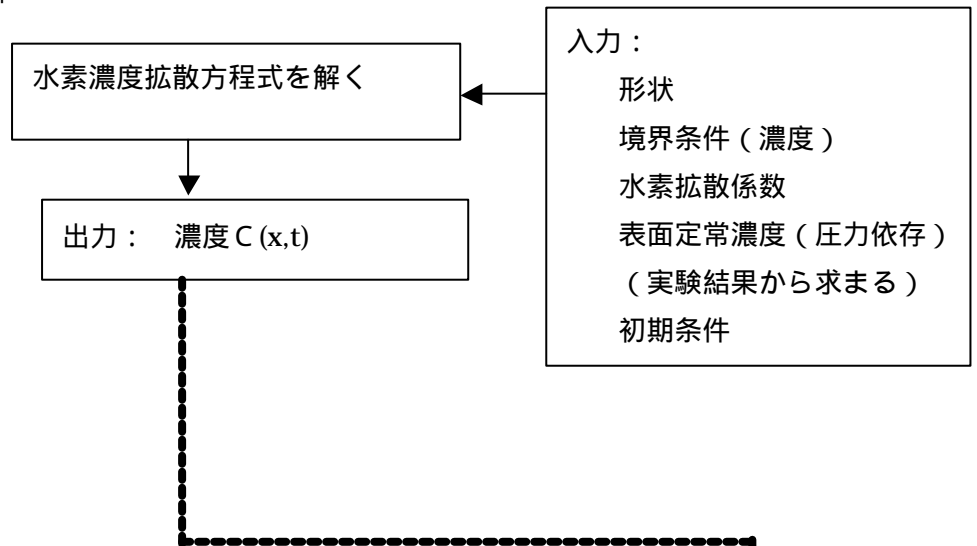 水素濃度拡散方程式を解く
出力： 濃度Ｃ(x,t)
入力：
形状
境界条件（濃度）
水素拡散係数
表面定常濃度（圧力依存）
（実験結果から求まる）
初期条件